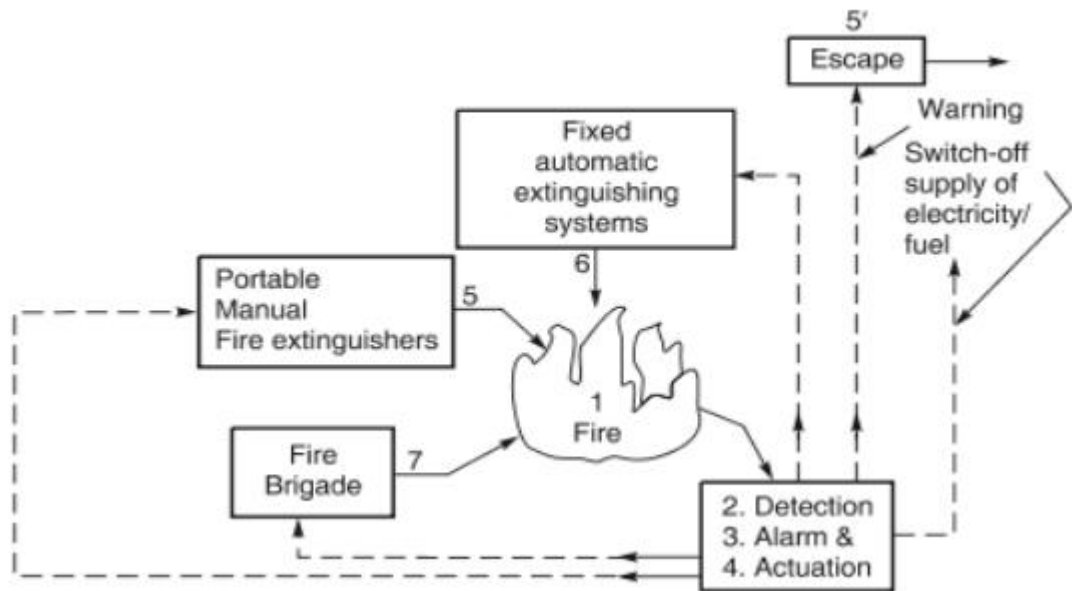 5'
Escape
Warning
Switch-off
supply of
electricity/
fuel
Fixed
automatic
extinguishing
systems
6
Portable
Manual
Fire extinguishers
5
1
Fire
Fire
Brigade
7
2. Detection
3. Alarm &
4. Actuation